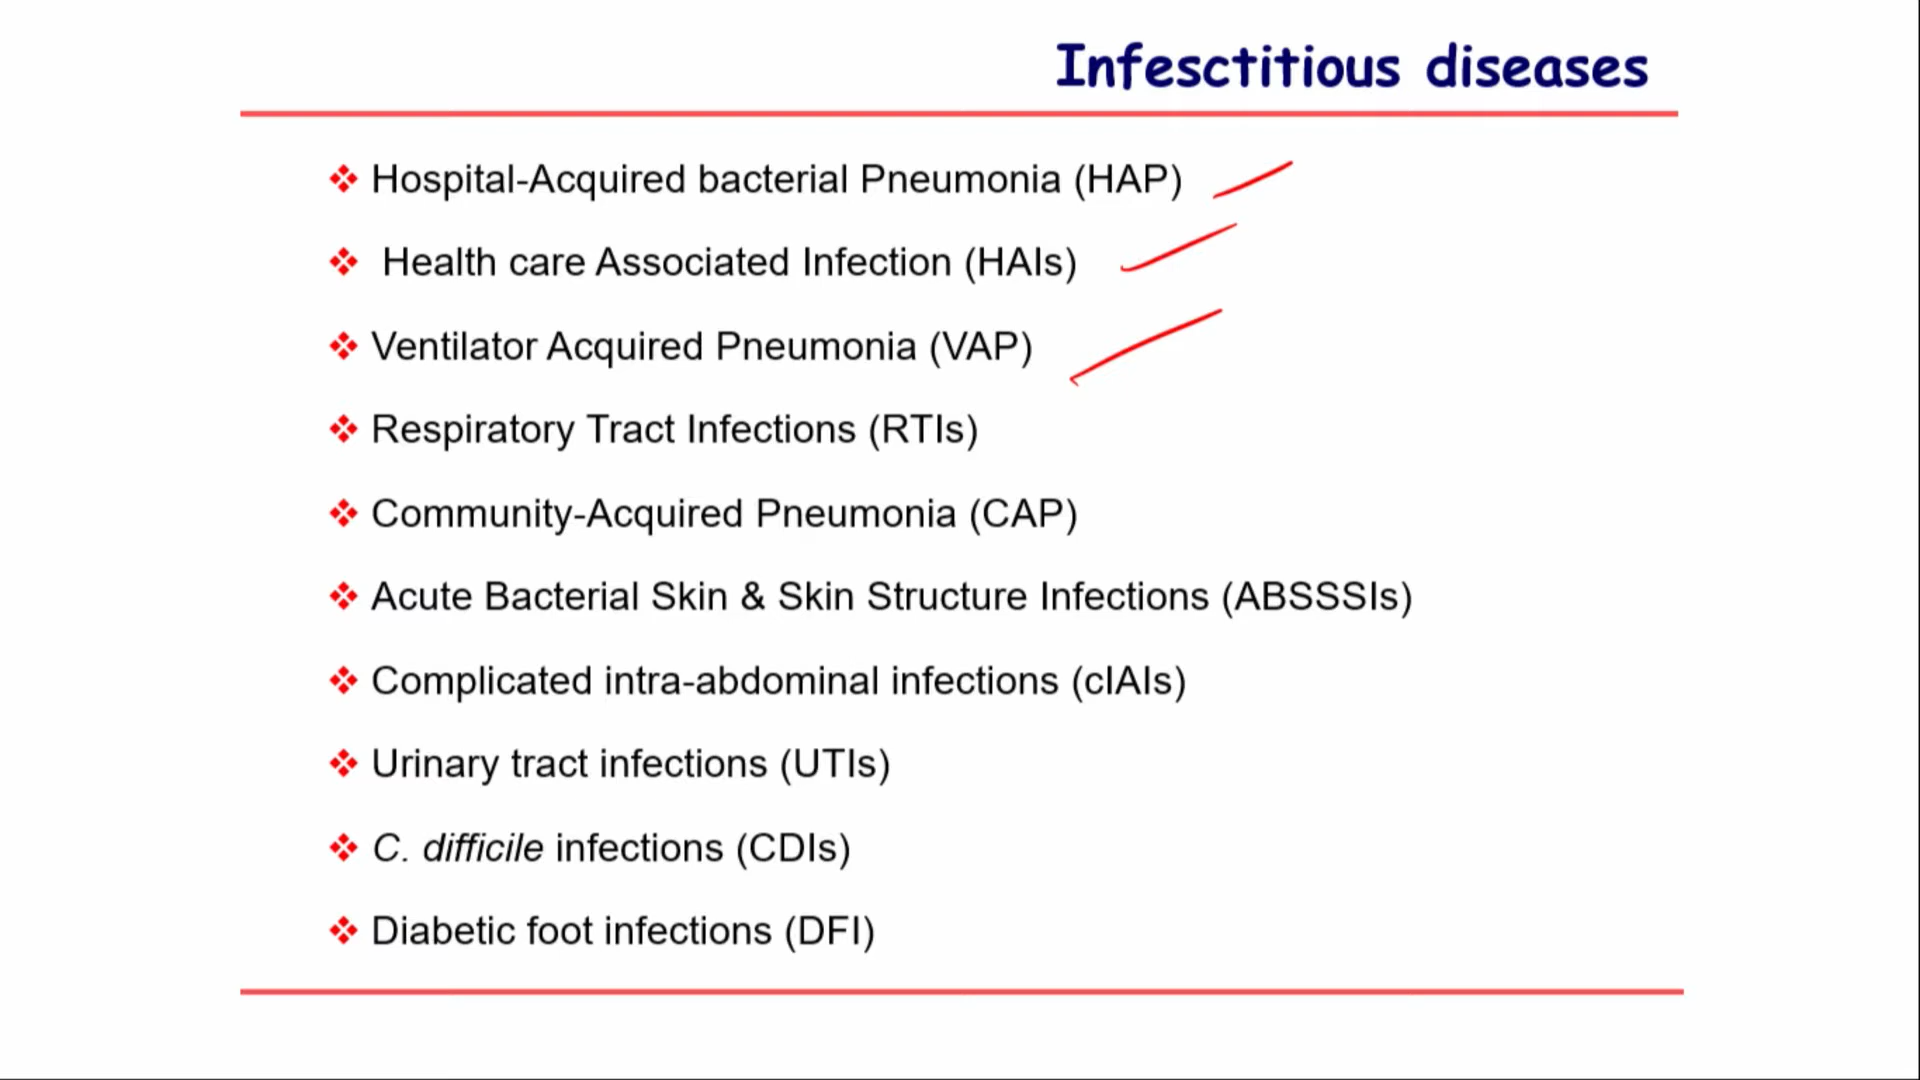 Infesctitious diseases
Hospital-Acquired bacterial Pneumonia (HAP)
Health care Associated Infection (HAIs)
Ventilator Acquired Pneumonia (VAP)
Respiratory Tract Infections (RTIs)
Community-Acquired Pneumonia (CAP)
Acute Bacterial Skin & Skin Structure Infections (ABSSSIs)
Complicated intra-abdominal infections (cIAIs)
Urinary tract infections (UTIs)
C. difficile infections (CDIs)
Diabetic foot infections (DFI)